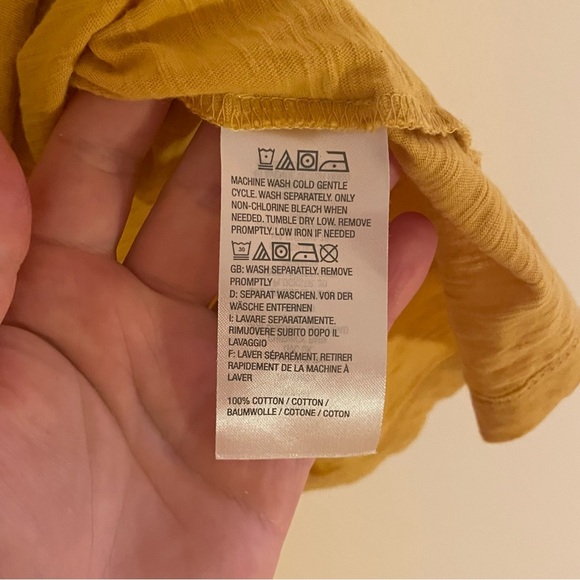 MACHINE WASH COLD GENTLE
CYCLE. WASH SEPARATELY. ONLY
NON-CHLORINE BLEACH WHEN
NEEDED. TUMBLE DRY LOW. REMOVE
PROMPTLY. LOW IRON IF NEEDED
30
GB: WASH SEPARATELY. REMOVE
PROMPTLY
D: SEPARAT WASCHEN. VOR DER
WÄSCHE ENTFERNEN
I: LAVARE SEPARATAMENTE.
RIMUOVERE SUBITO DOPO IL
LAVAGGIO
F: LAVER SÉPARÉMENT. RETIRER
RAPIDEMENT DE LA MACHINE À
LAVER
100% COTTON / COTTON /
BAUMWOLLE / COTONE / COTON